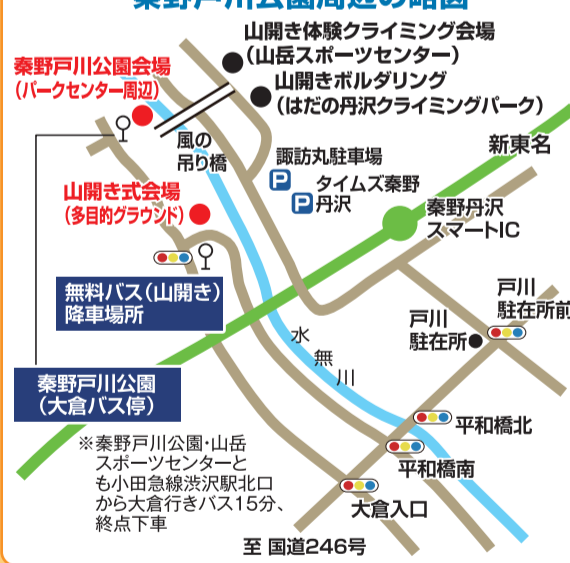 秦野戸川公園周辺の略図
山開き体験クライミング会場
(山岳スポーツセンター)
秦野戸川公園会場
(パークセンター周辺)
山開きボルダリング
(はだの丹沢クライミングパーク)
風の
吊り橋
新東名
諏訪丸駐車場
P
タイムズ秦野
P 丹沢
山開き式会場
(多目的グラウンド)
秦野丹沢
スマートIC
無料バス(山開き)
降車場所
戸川
駐在所前
戸川
駐在所
水無川
秦野戸川公園
(大倉バス停)
平和橋北
※秦野戸川公園・山岳
スポーツセンターと
も小田急線渋沢駅北口
から大倉行きバス15分、
終点下車
平和橋南
大倉入口
至 国道246号